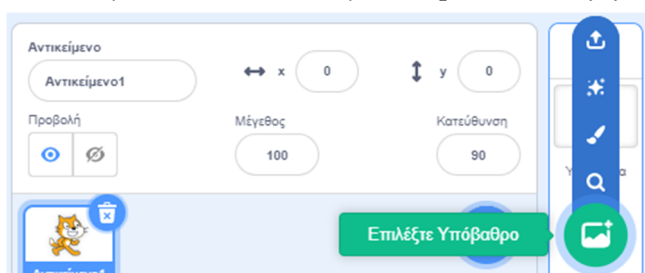 Αντικείμενο
Αντικείμενο1
x 0
y 0
Προβολή
Μέγεθος
100
Κατεύθυνση
90
Επιλέξτε Υπόβαθρο